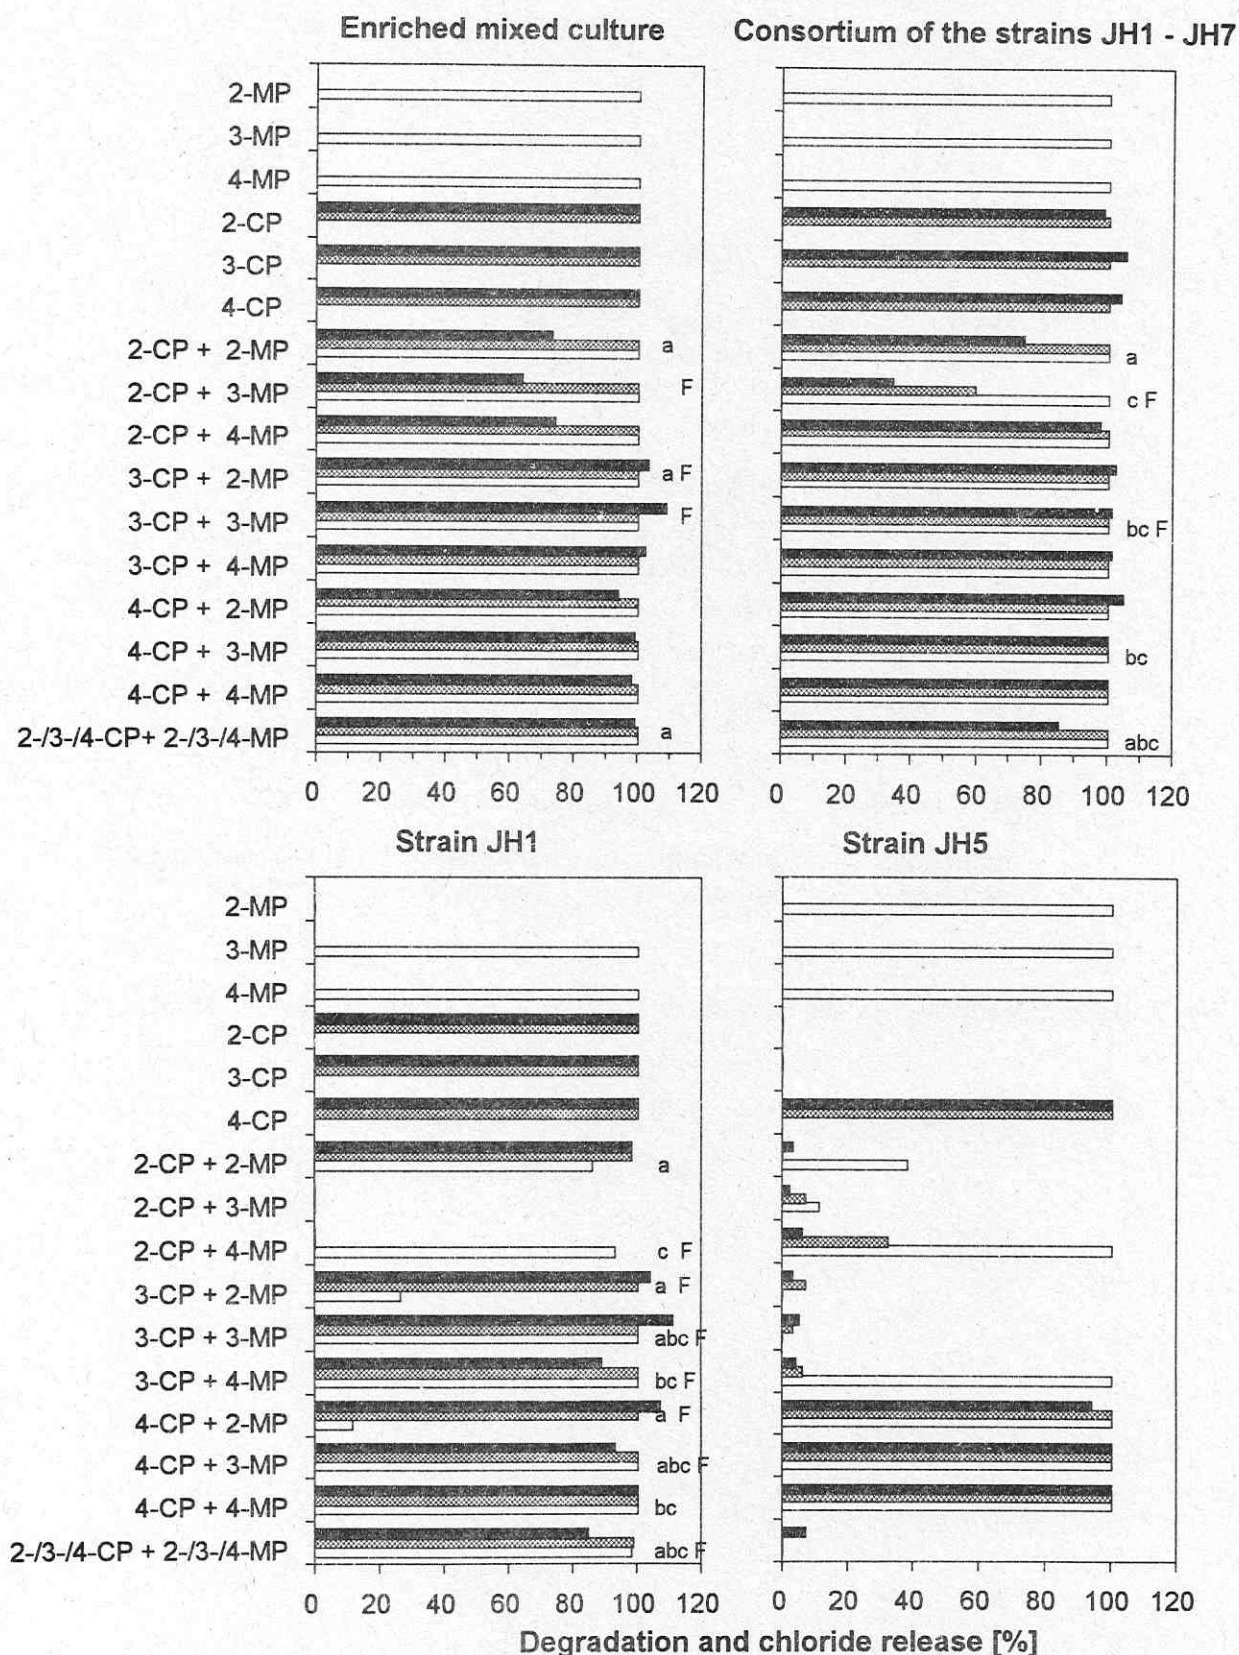 Enriched mixed culture
Consortium of the strains JH1 - JH7
2-MP
3-MP
4-MP
2-CP
3-CP
4-CP
2-CP + 2-MP a a
2-CP + 3-MP F c F
2-CP + 4-MP
3-CP + 2-MP a F
3-CP + 3-MP F bc F
3-CP + 4-MP
4-CP + 2-MP
4-CP + 3-MP bc
4-CP + 4-MP
2-/3-/4-CP+ 2-/3-/4-MP a abc
0 20 40 60 80 100 120 0 20 40 60 80 100 120
Strain JH1
Strain JH5
2-MP
3-MP
4-MP
2-CP
3-CP
4-CP
2-CP + 2-MP a
2-CP + 3-MP
2-CP + 4-MP c F
3-CP + 2-MP a F
3-CP + 3-MP abc F
3-CP + 4-MP bc F
4-CP + 2-MP a F
4-CP + 3-MP abc F
4-CP + 4-MP bc
2-/3-/4-CP + 2-/3-/4-MP abc F
0 20 40 60 80 100 120 0 20 40 60 80 100 120
Degradation and chloride release [%]